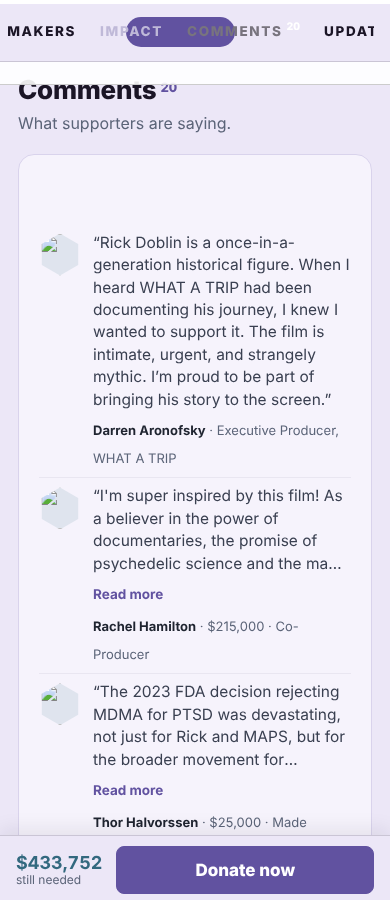 MAKERS IMPACT COMMENTS 20 UPDAT
Comments 20
What supporters are saying.
“Rick Doblin is a once-in-a-
generation historical figure. When I
heard WHAT A TRIP had been
documenting his journey, I knew I
wanted to support it. The film is
intimate, urgent, and strangely
mythic. I’m proud to be part of
bringing his story to the screen.”
Darren Aronofsky · Executive Producer,
WHAT A TRIP
“I'm super inspired by this film! As
a believer in the power of
documentaries, the promise of
psychedelic science and the ma...
Read more
Rachel Hamilton · $215,000 · Co-
Producer
“The 2023 FDA decision rejecting
MDMA for PTSD was devastating,
not just for Rick and MAPS, but for
the broader movement for...
Read more
Thor Halvorssen · $25,000 · Made
$433,752
still needed
Donate now